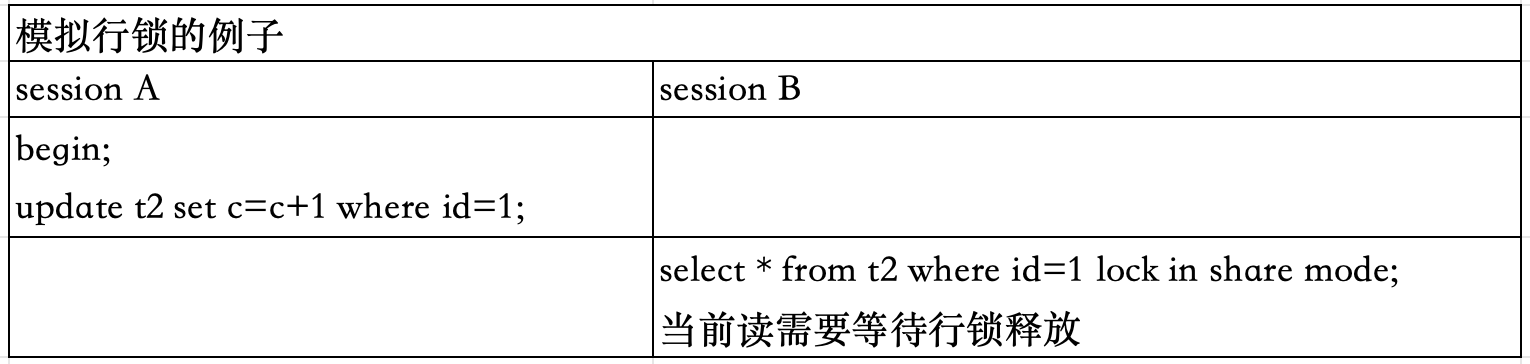 模拟行锁的例子
session A
session B
begin;
update t2 set c=c+1 where id=1;
select * from t2 where id=1 lock in share mode;
当前读需要等待行锁释放